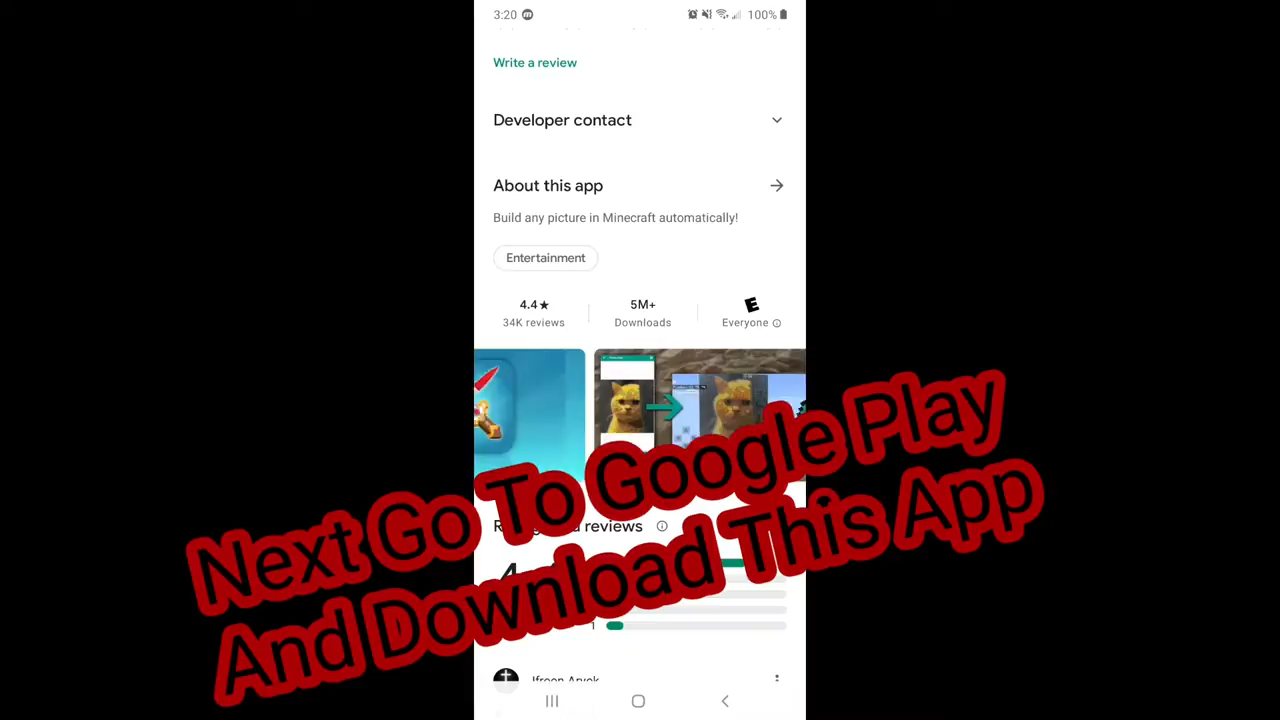 3:20
100%
Write a review
Developer contact
About this app
Build any picture in Minecraft automatically!
Entertainment
4.4★
5M+
E
34K reviews
Downloads
Everyone
Next Go To Google Play
And Download This App
reviews
1